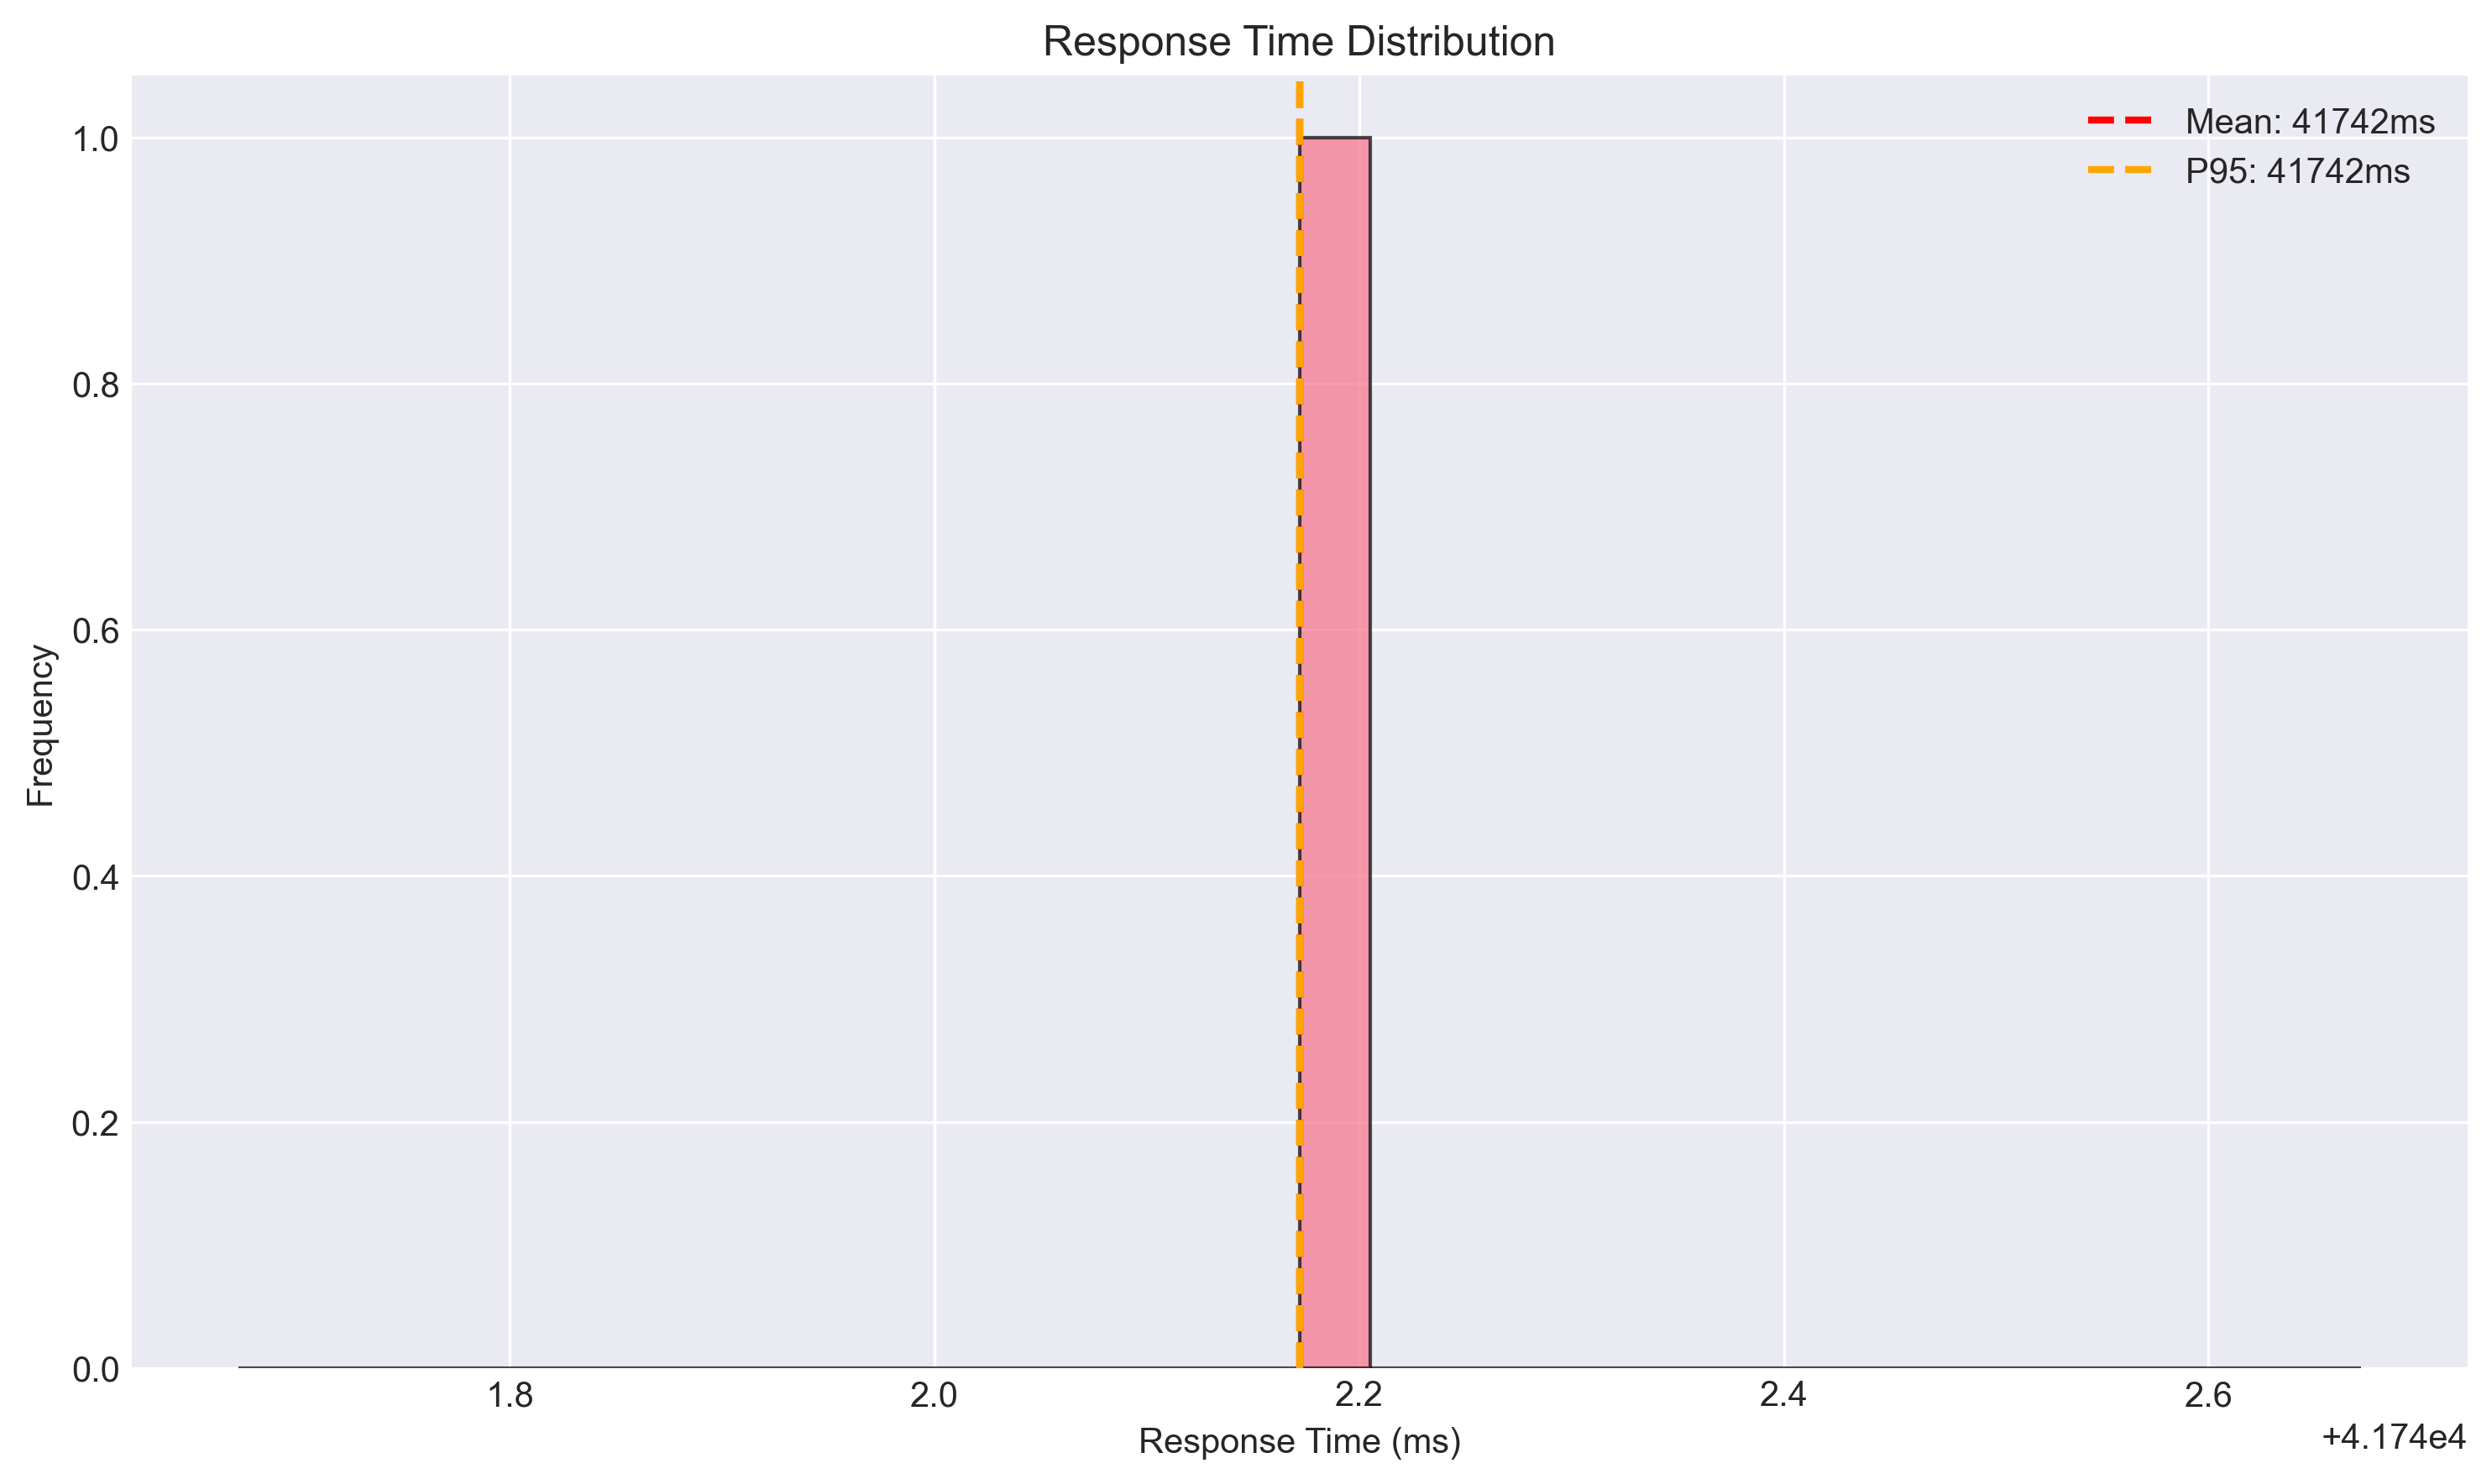 Response Time Distribution
Mean: 41742ms
P95: 41742ms
1.0
0.8
0.6
0.4
0.2
0.0
Frequency
1.8 2.0 2.2 2.4 2.6
Response Time (ms)
+4.174e4